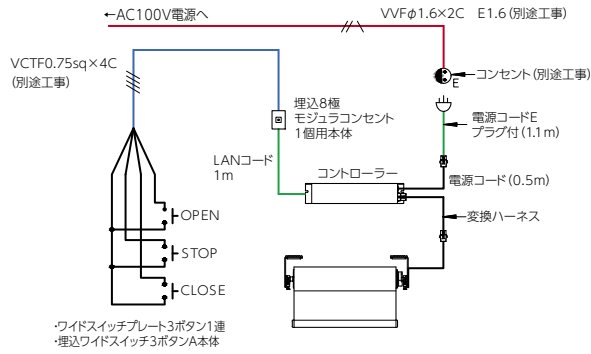 ←AC100V電源へ
VVFφ1.6×2C E1.6(別途工事)
VCTF0.75sq×4C
(別途工事)
E
コンセント(別途工事)
埋込8極
モジュラコンセント
1個用本体
電源コードE
プラグ付(1.1m)
LANコード
1m
コントローラー
電源コード(0.5m)
変換ハーネス
OPEN
STOP
CLOSE
・ワイドスイッチプレート3ボタン1連
・埋込ワイドスイッチ3ボタンA本体